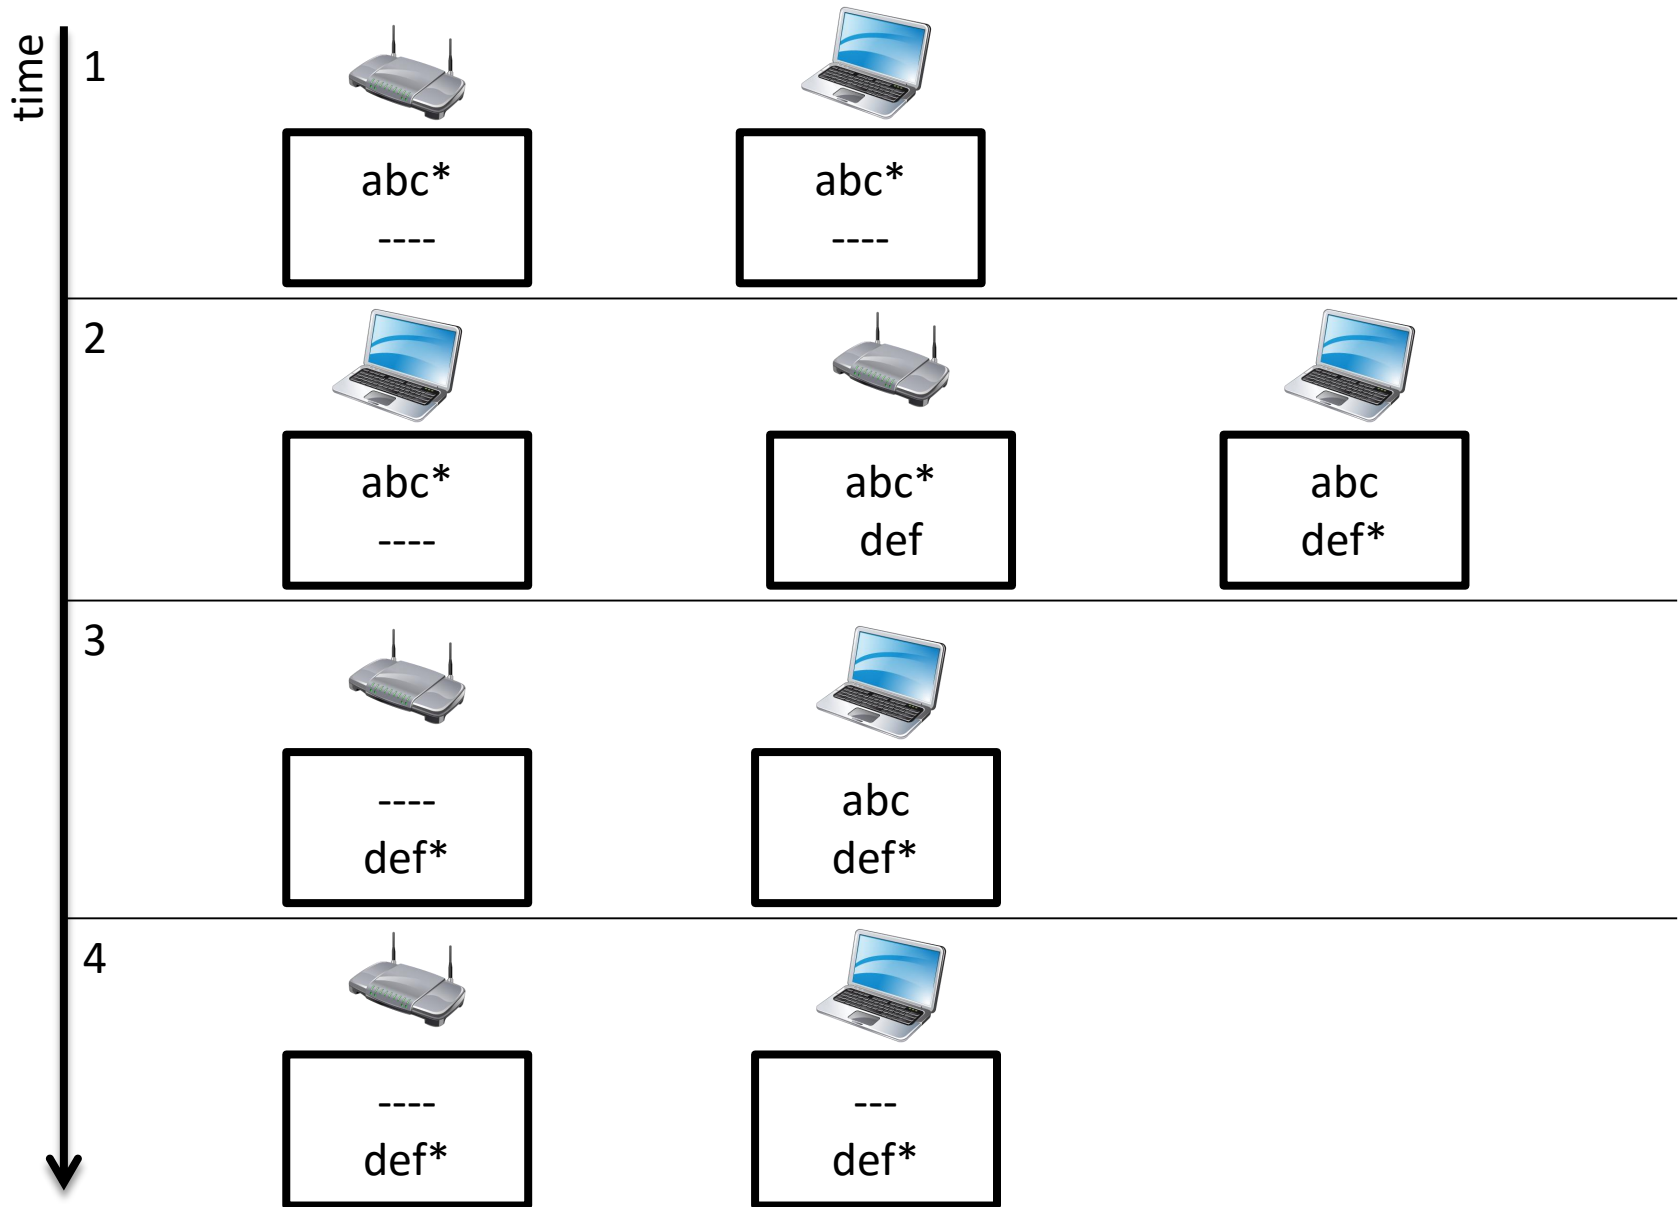 time
1
abc*
----
abc*
----
2
abc*
----
abc*
def
abc
def*
3
----
def*
abc
def*
4
----
def*
---
def*